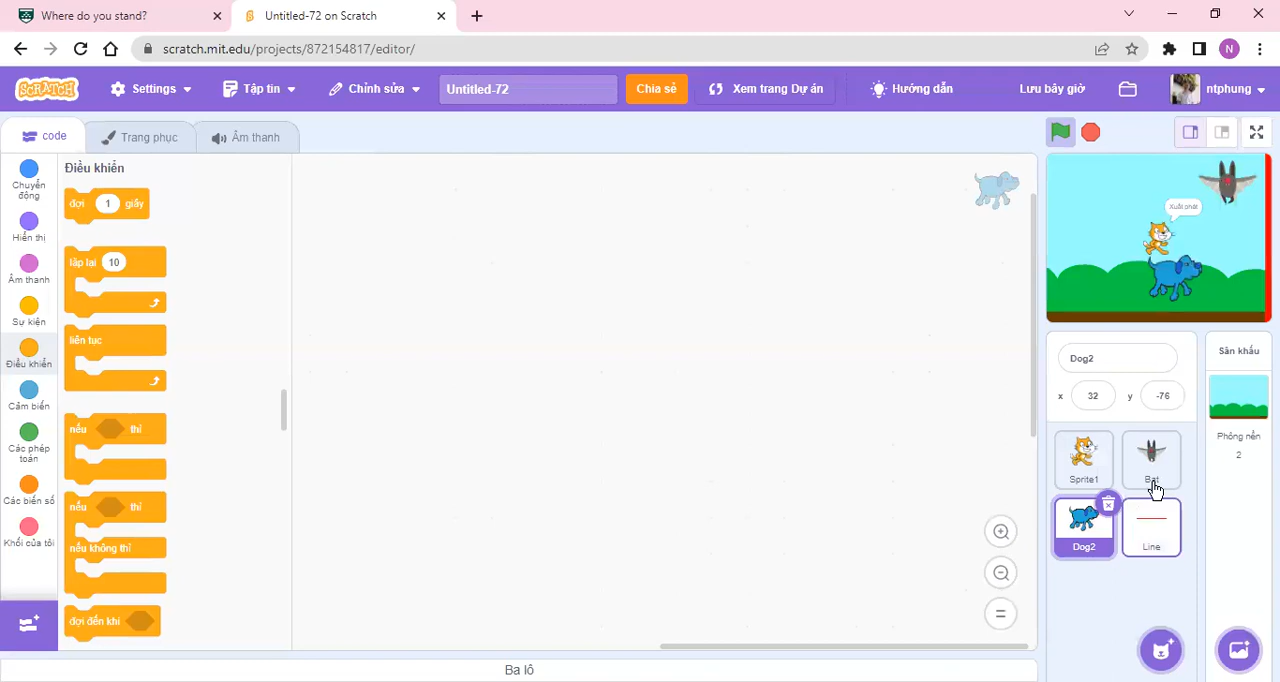 Where do you stand?
Untitled-72 on Scratch
scratch.mit.edu/projects/872154817/editor/
N
SCRATCH
Settings
Tập tin
Chỉnh sửa
Untitled-72
Chia sẻ
Xem trang Dự án
Hướng dẫn
Lưu bây giờ
ntphung
code
Trang phục
Âm thanh
Chuyển động
Hiển thị
Âm thanh
Sự kiện
Điều khiển
Cảm biến
Các phép toán
Các biến số
Khối của tôi
Điều khiển
đợi 1 giây
lặp lại 10
liên tục
nếu thì
nếu thì
nếu không thì
đợi đến khi
Xuất phát
Dog2
x 32 y -76
Sprite1
Bat
Dog2
Line
Sân khấu
Phông nền
2
Ba lô